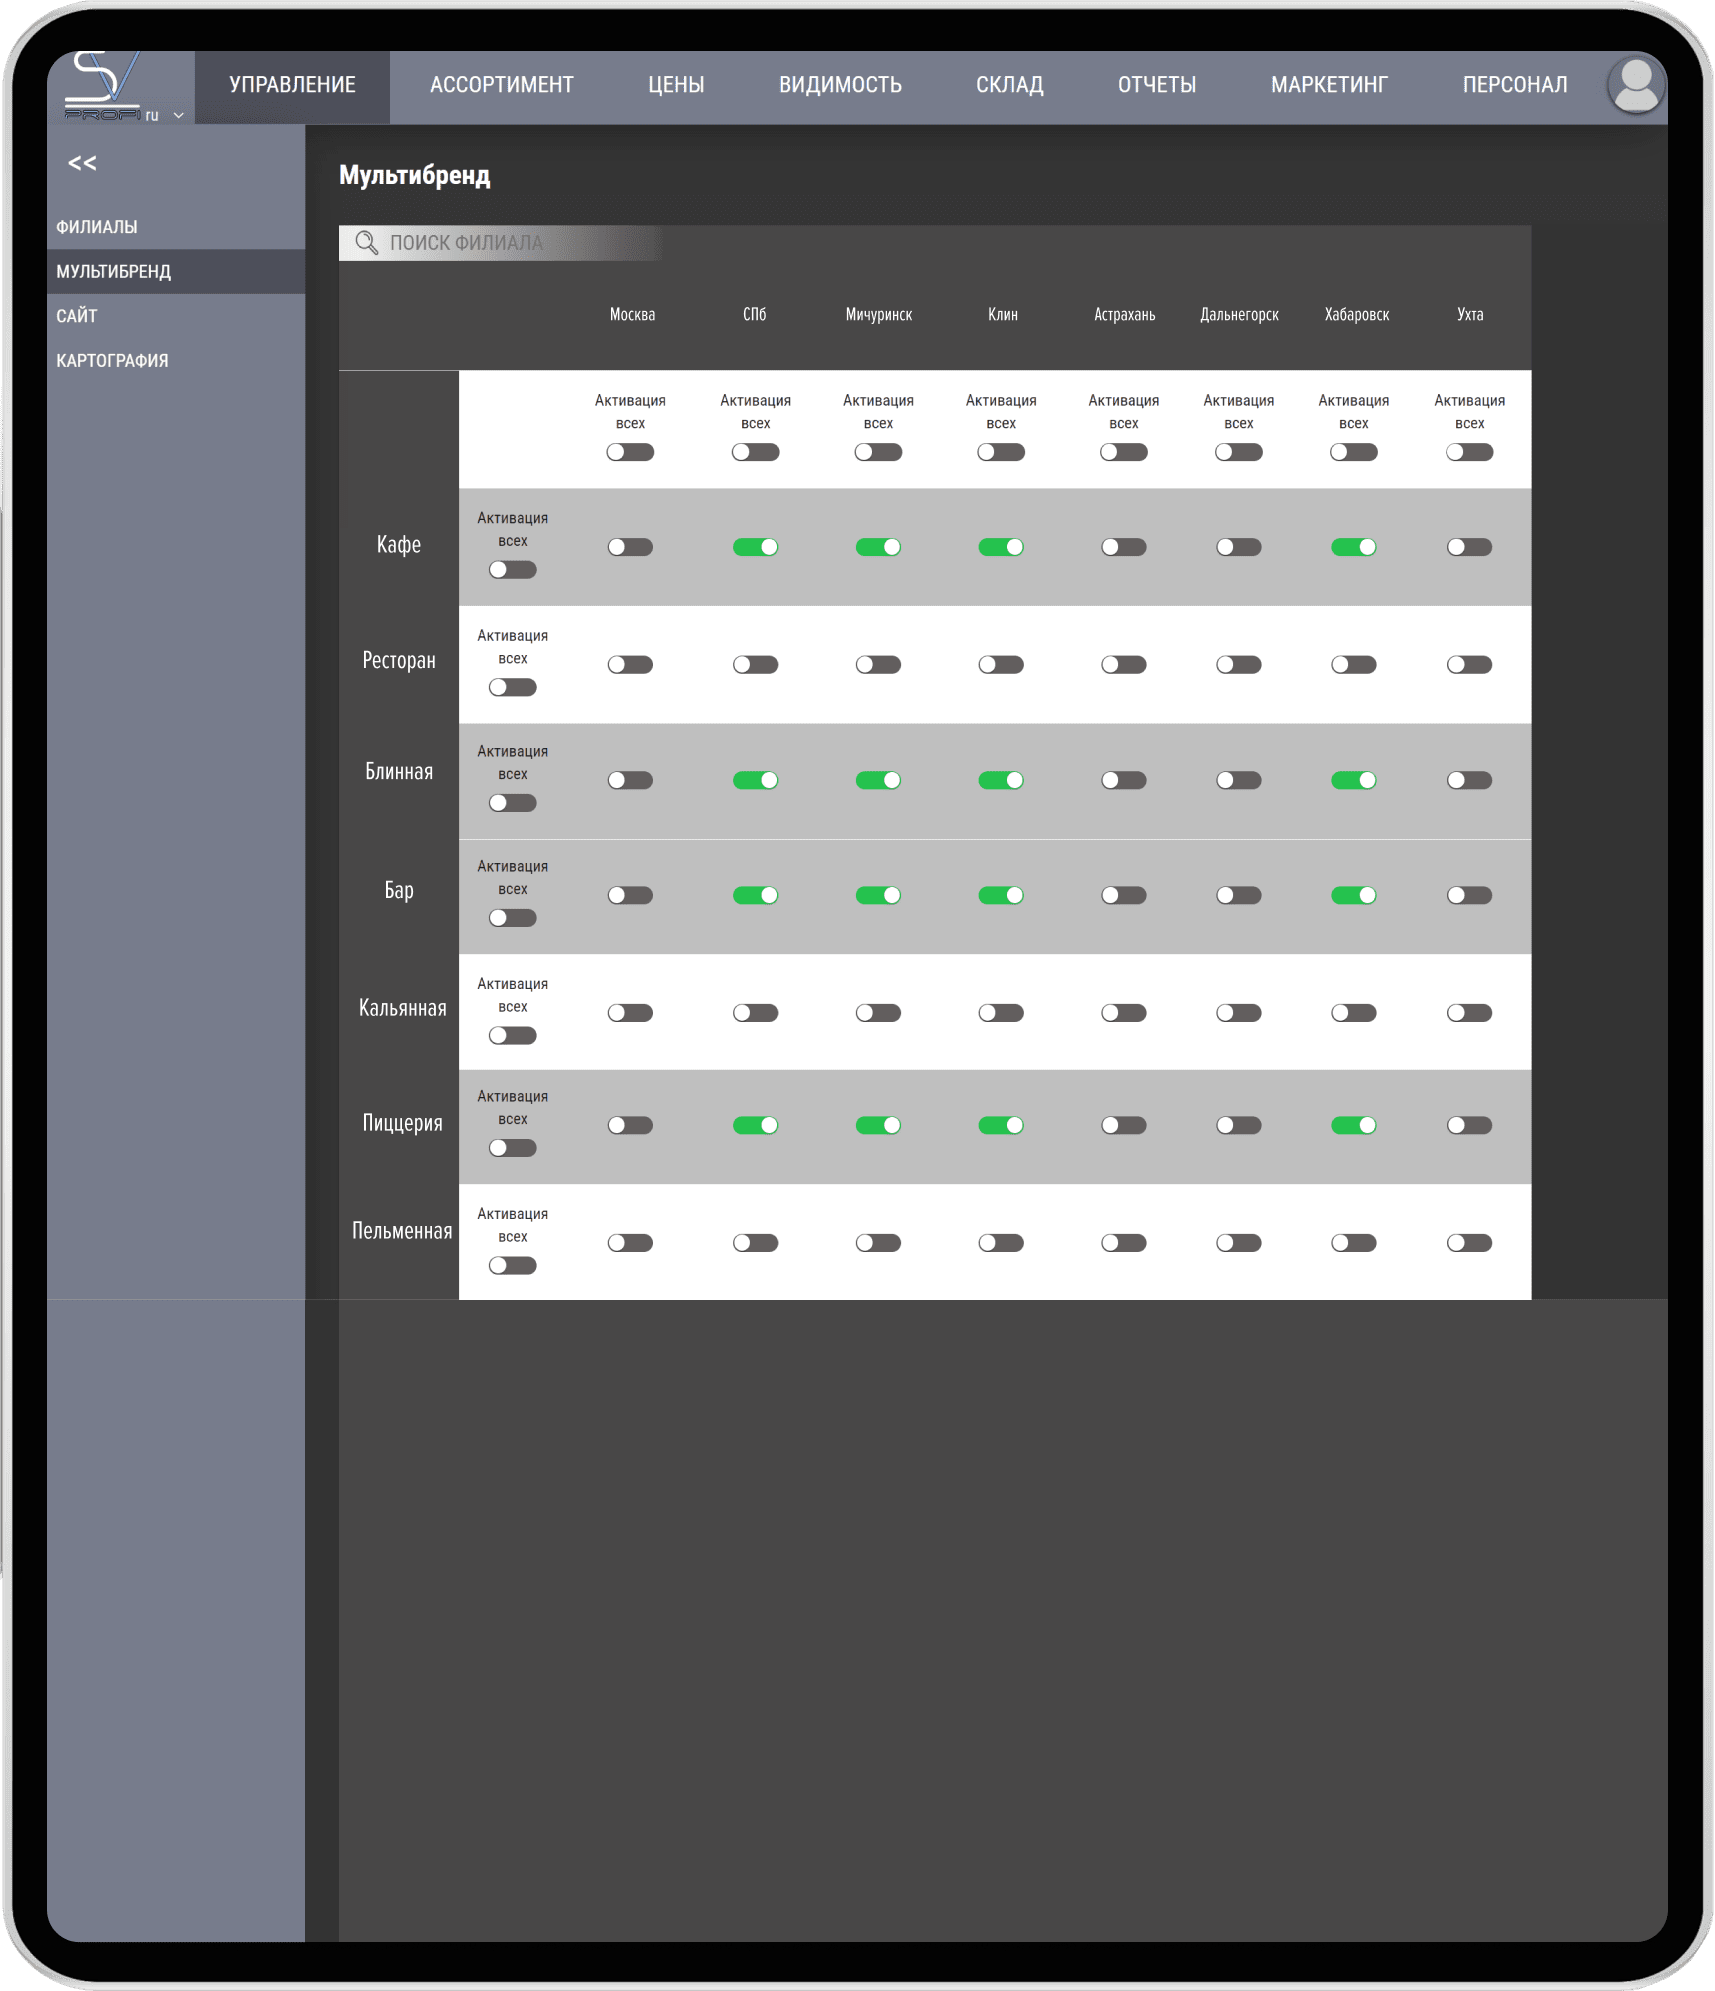 SV
PROFI ru
УПРАВЛЕНИЕ АССОРТИМЕНТ ЦЕНЫ ВИДИМОСТЬ СКЛАД ОТЧЕТЫ МАРКЕТИНГ ПЕРСОНАЛ
<<
ФИЛИАЛЫ
МУЛЬТИБРЕНД
САЙТ
КАРТОГРАФИЯ
Мультибренд
ПОИСК ФИЛИАЛА
Москва СПб Мичуринск Клин Астрахань Дальнегорск Хабаровск Ухта
Активация Активация Активация Активация Активация Активация Активация Активация
всех всех всех всех всех всех всех всех
Кафе
Активация
всех
Ресторан
Активация
всех
Блинная
Активация
всех
Бар
Активация
всех
Кальянная
Активация
всех
Пиццерия
Активация
всех
Пельменная
Активация
всех